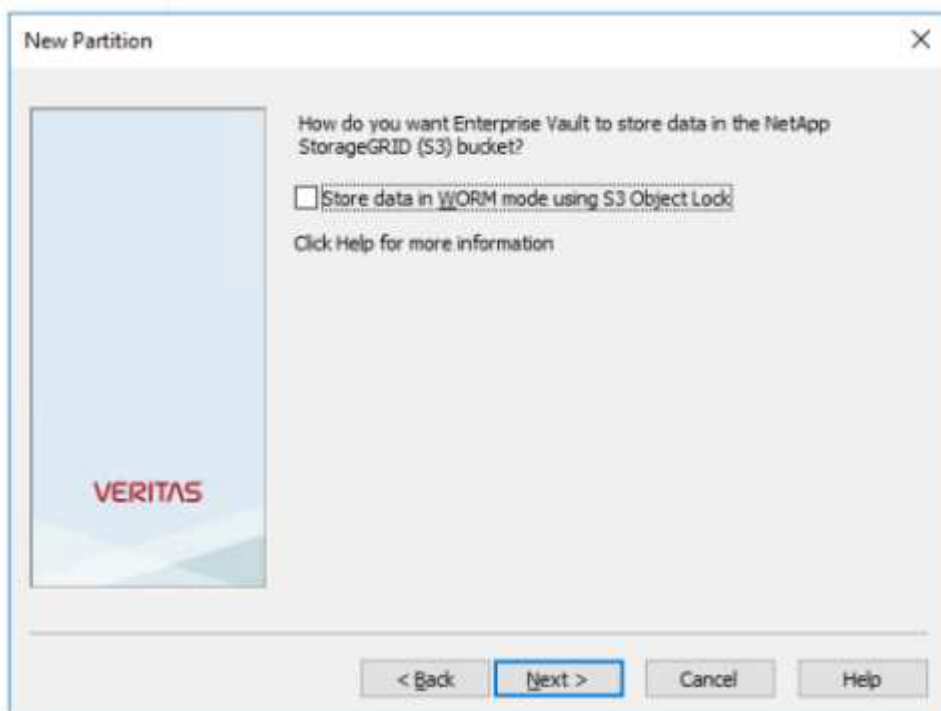 New Partition
How do you want Enterprise Vault to store data in the NetApp
StorageGRID (S3) bucket?
Store data in WORM mode using S3 Object Lock
Click Help for more information
VERITAS
< Back
Next >
Cancel
Help